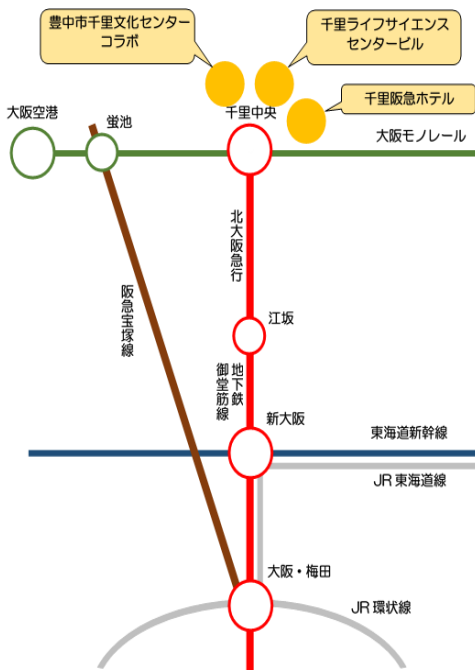 豊中市千里文化センター
コラボ
千里ライフサイエンス
センタービル
千里阪急ホテル
大阪空港
蛍池
千里中央
大阪モノレール
北大阪急行
阪急宝塚線
江坂
地下鉄
御堂筋線
新大阪
東海道新幹線
JR 東海道線
大阪・梅田
JR 環状線